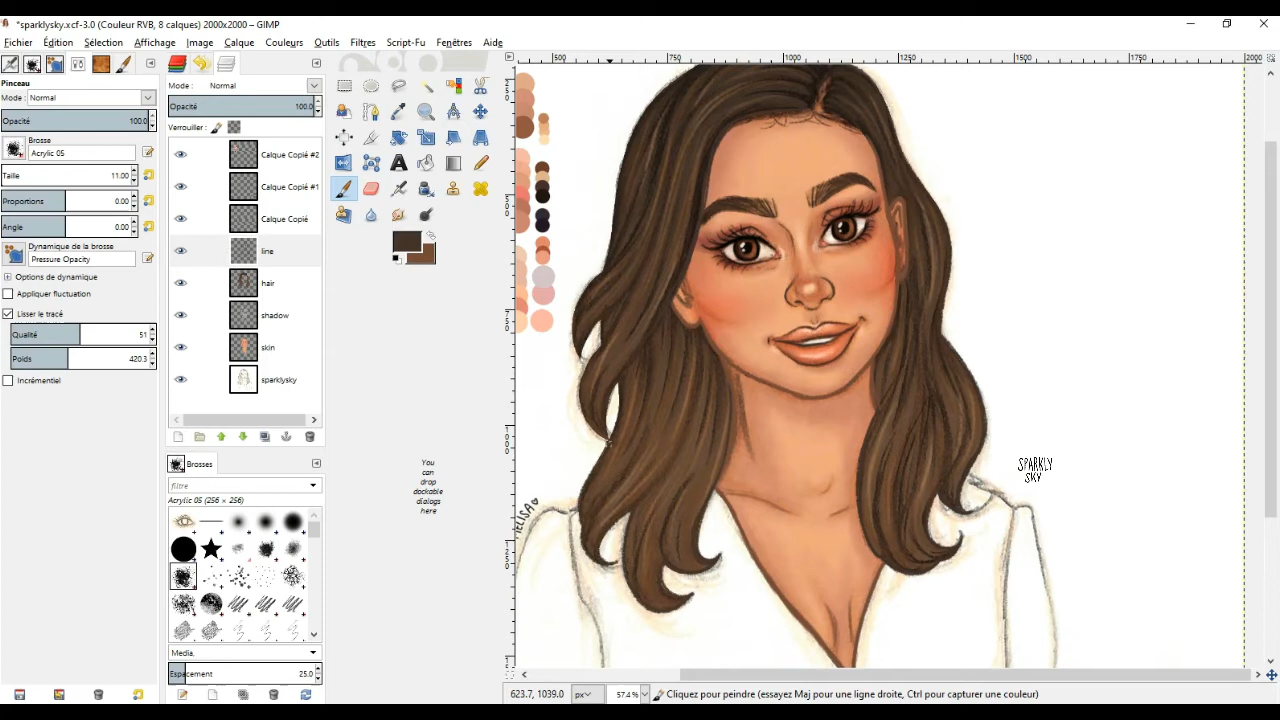 *sparklysky.xcf-3.0 (Couleur RVB, 8 calques) 2000x2000 – GIMP
Fichier Édition Sélection Affichage Image Calque Couleurs Outils Filtres Script-Fu Fenêtres Aide
Pinceau
Mode : Normal
Opacité 100.0
Brosse
Acrylic 05
Taille 11.00
Proportions 0.00
Angle 0.00
Dynamique de la brosse
Pressure Opacity
Options de dynamique
Appliquer fluctuation
Lisser le tracé
Qualité 51
Poids 420.3
Incrémentiel
Mode : Normal
Opacité 100.0
Verrouiller :
Calque Copié #2
Calque Copié #1
Calque Copié
line
hair
shadow
skin
sparklysky
Brosses
filtre
Acrylic 05 (256 × 256)
Media,
Espacement 25.0
You
can
drop
dockable
dialogs
here
500 750 1000 1250 1500 1750 2000
250
500
750
1000
1250
SPARKLY
SKY
623.7, 1039.0 px 57.4 % Cliquez pour peindre (essayez Maj pour une ligne droite, Ctrl pour capturer une couleur)